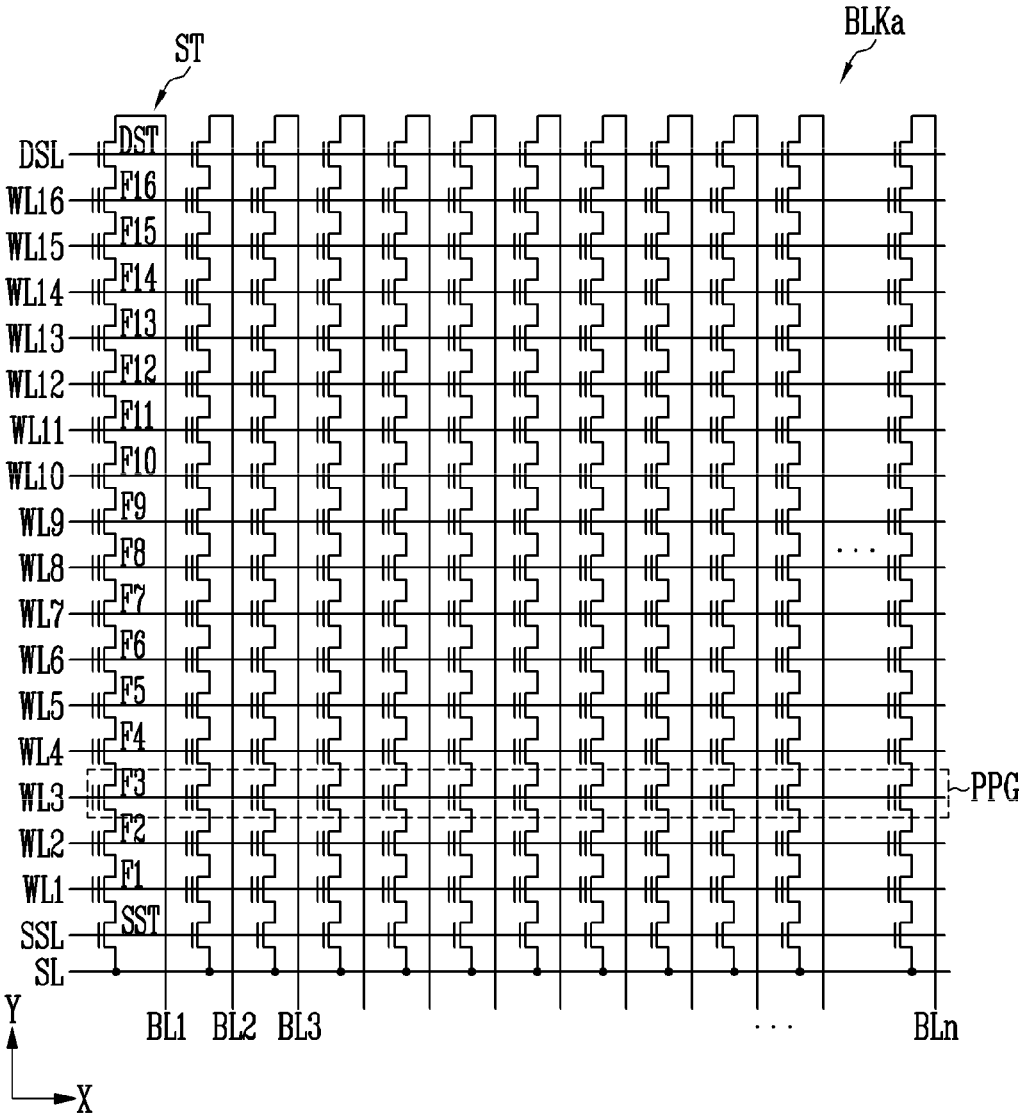 BLKa
ST
DSL DST
WL16 F16
WL15 F15
WL14 F14
WL13 F13
WL12 F12
WL11 F11
WL10 F10
WL9 F9
WL8 F8 ...
WL7 F7
WL6 F6
WL5 F5
WL4 F4
WL3 F3 PPG
WL2 F2
WL1 F1
SSL SST
SL
Y
BL1 BL2 BL3 ... BLn
X